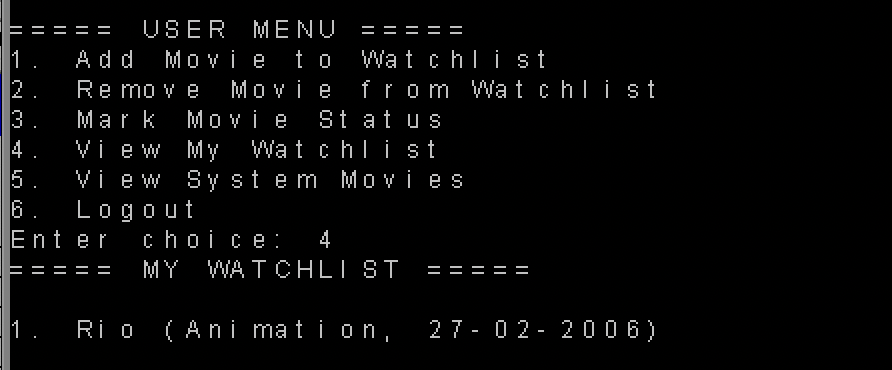 ===== USER MENU =====
1. Add Movie to Watchlist
2. Remove Movie from Watchlist
3. Mark Movie Status
4. View My Watchlist
5. View System Movies
6. Logout
Enter choice: 4
===== MY WATCHLIST =====
1. Rio (Animation, 27-02-2006)